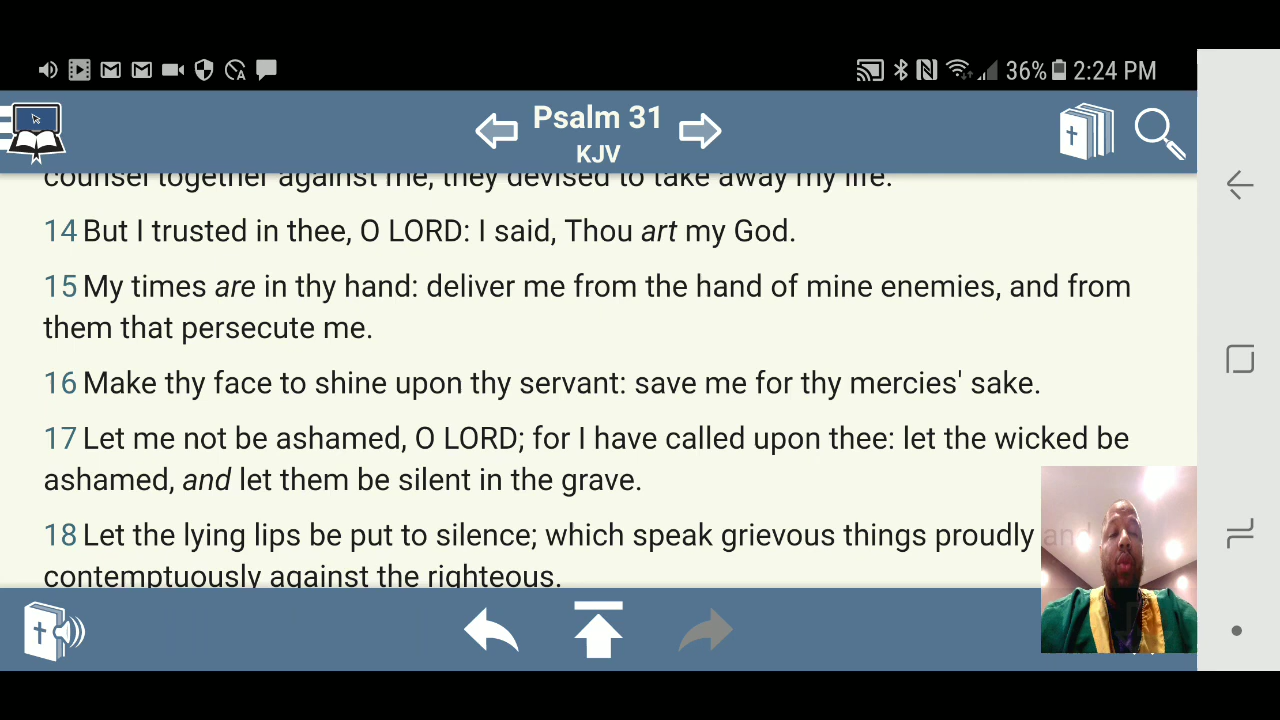 36% 2:24 PM
Psalm 31
KJV
counsel together against me, they devised to take away my life.
14 But I trusted in thee, O LORD: I said, Thou art my God.
15 My times are in thy hand: deliver me from the hand of mine enemies, and from
them that persecute me.
16 Make thy face to shine upon thy servant: save me for thy mercies' sake.
17 Let me not be ashamed, O LORD; for I have called upon thee: let the wicked be
ashamed, and let them be silent in the grave.
18 Let the lying lips be put to silence; which speak grievous things proudly and
contemptuously against the righteous.